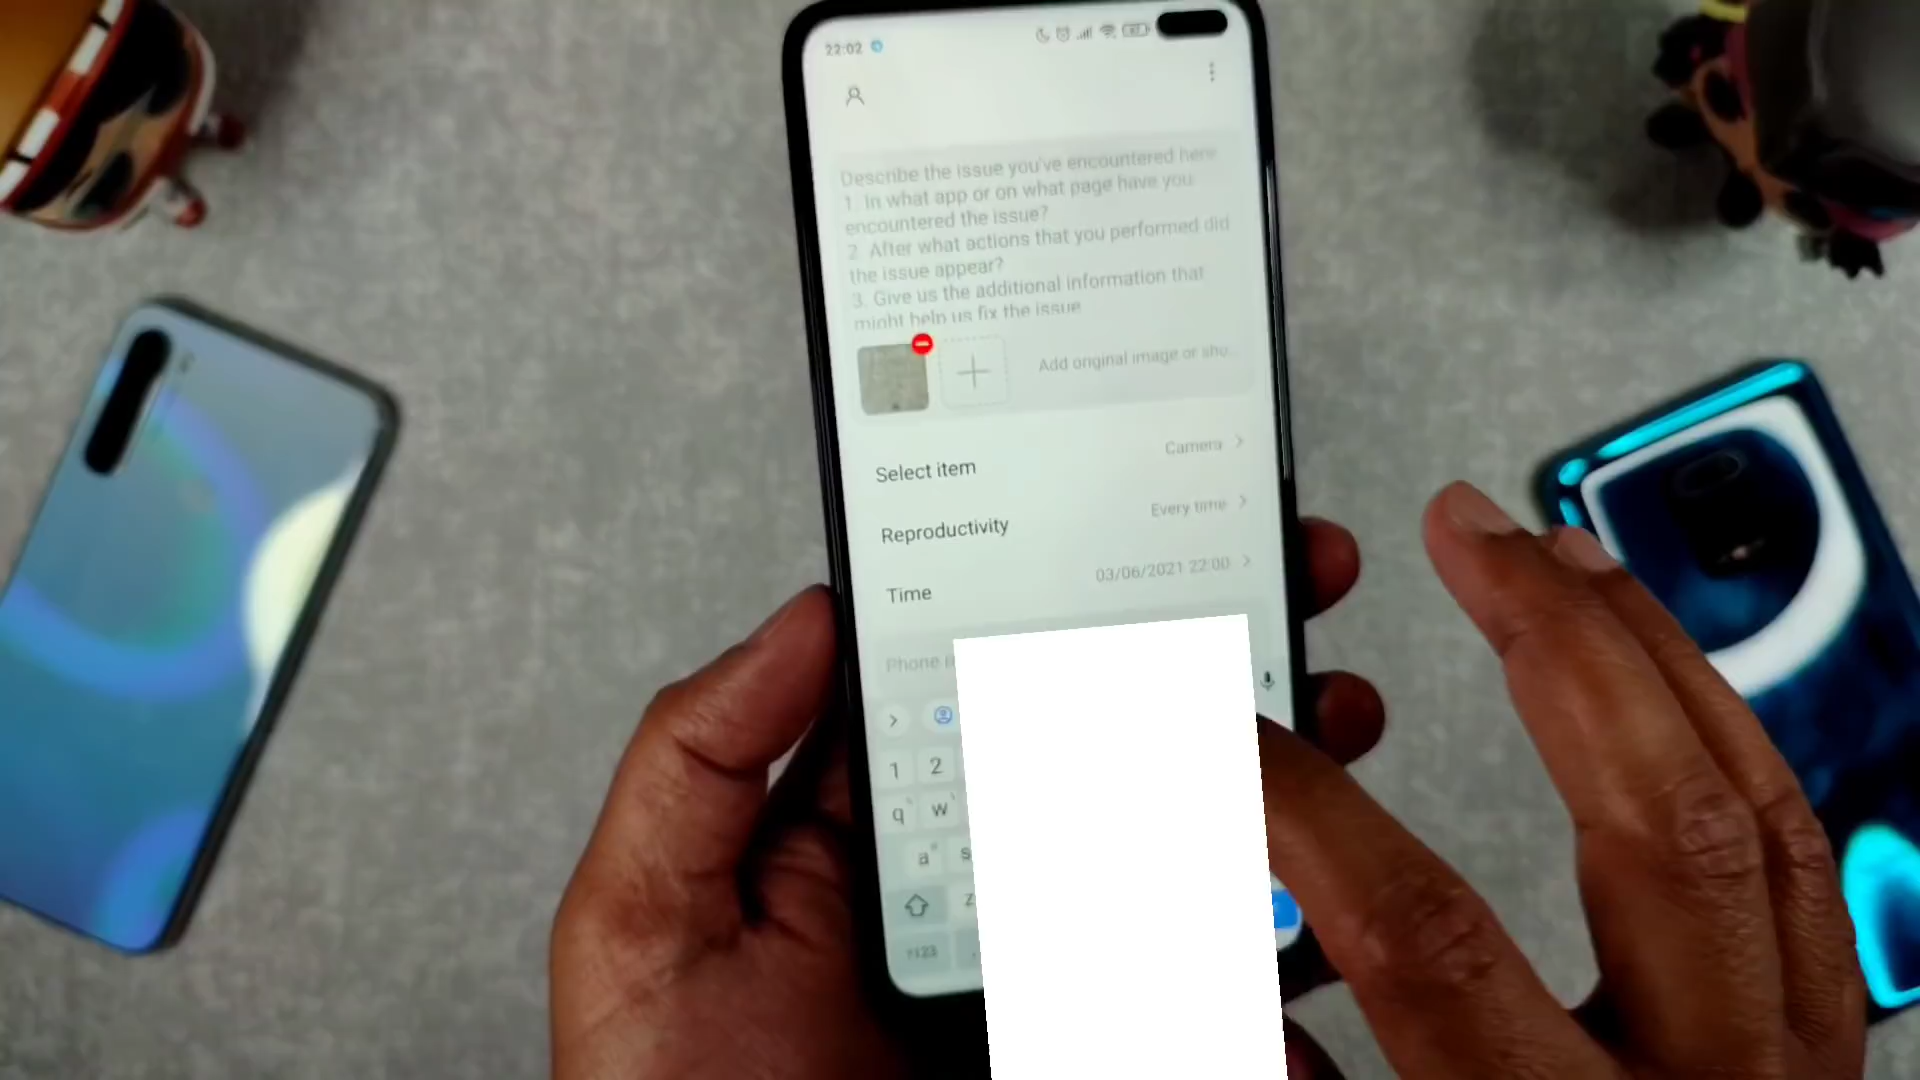 22:02
Describe the issue you've encountered here
1. In what app or on what page have you
encountered the issue?
2. After what actions that you performed did
the issue appear?
3. Give us the additional information that
might help us fix the issue
Add original image or sho...
Select item Camera
Reproductivity Every time
Time 03/06/2021 22:00
Phone
1 2
q w
a s
z
?123